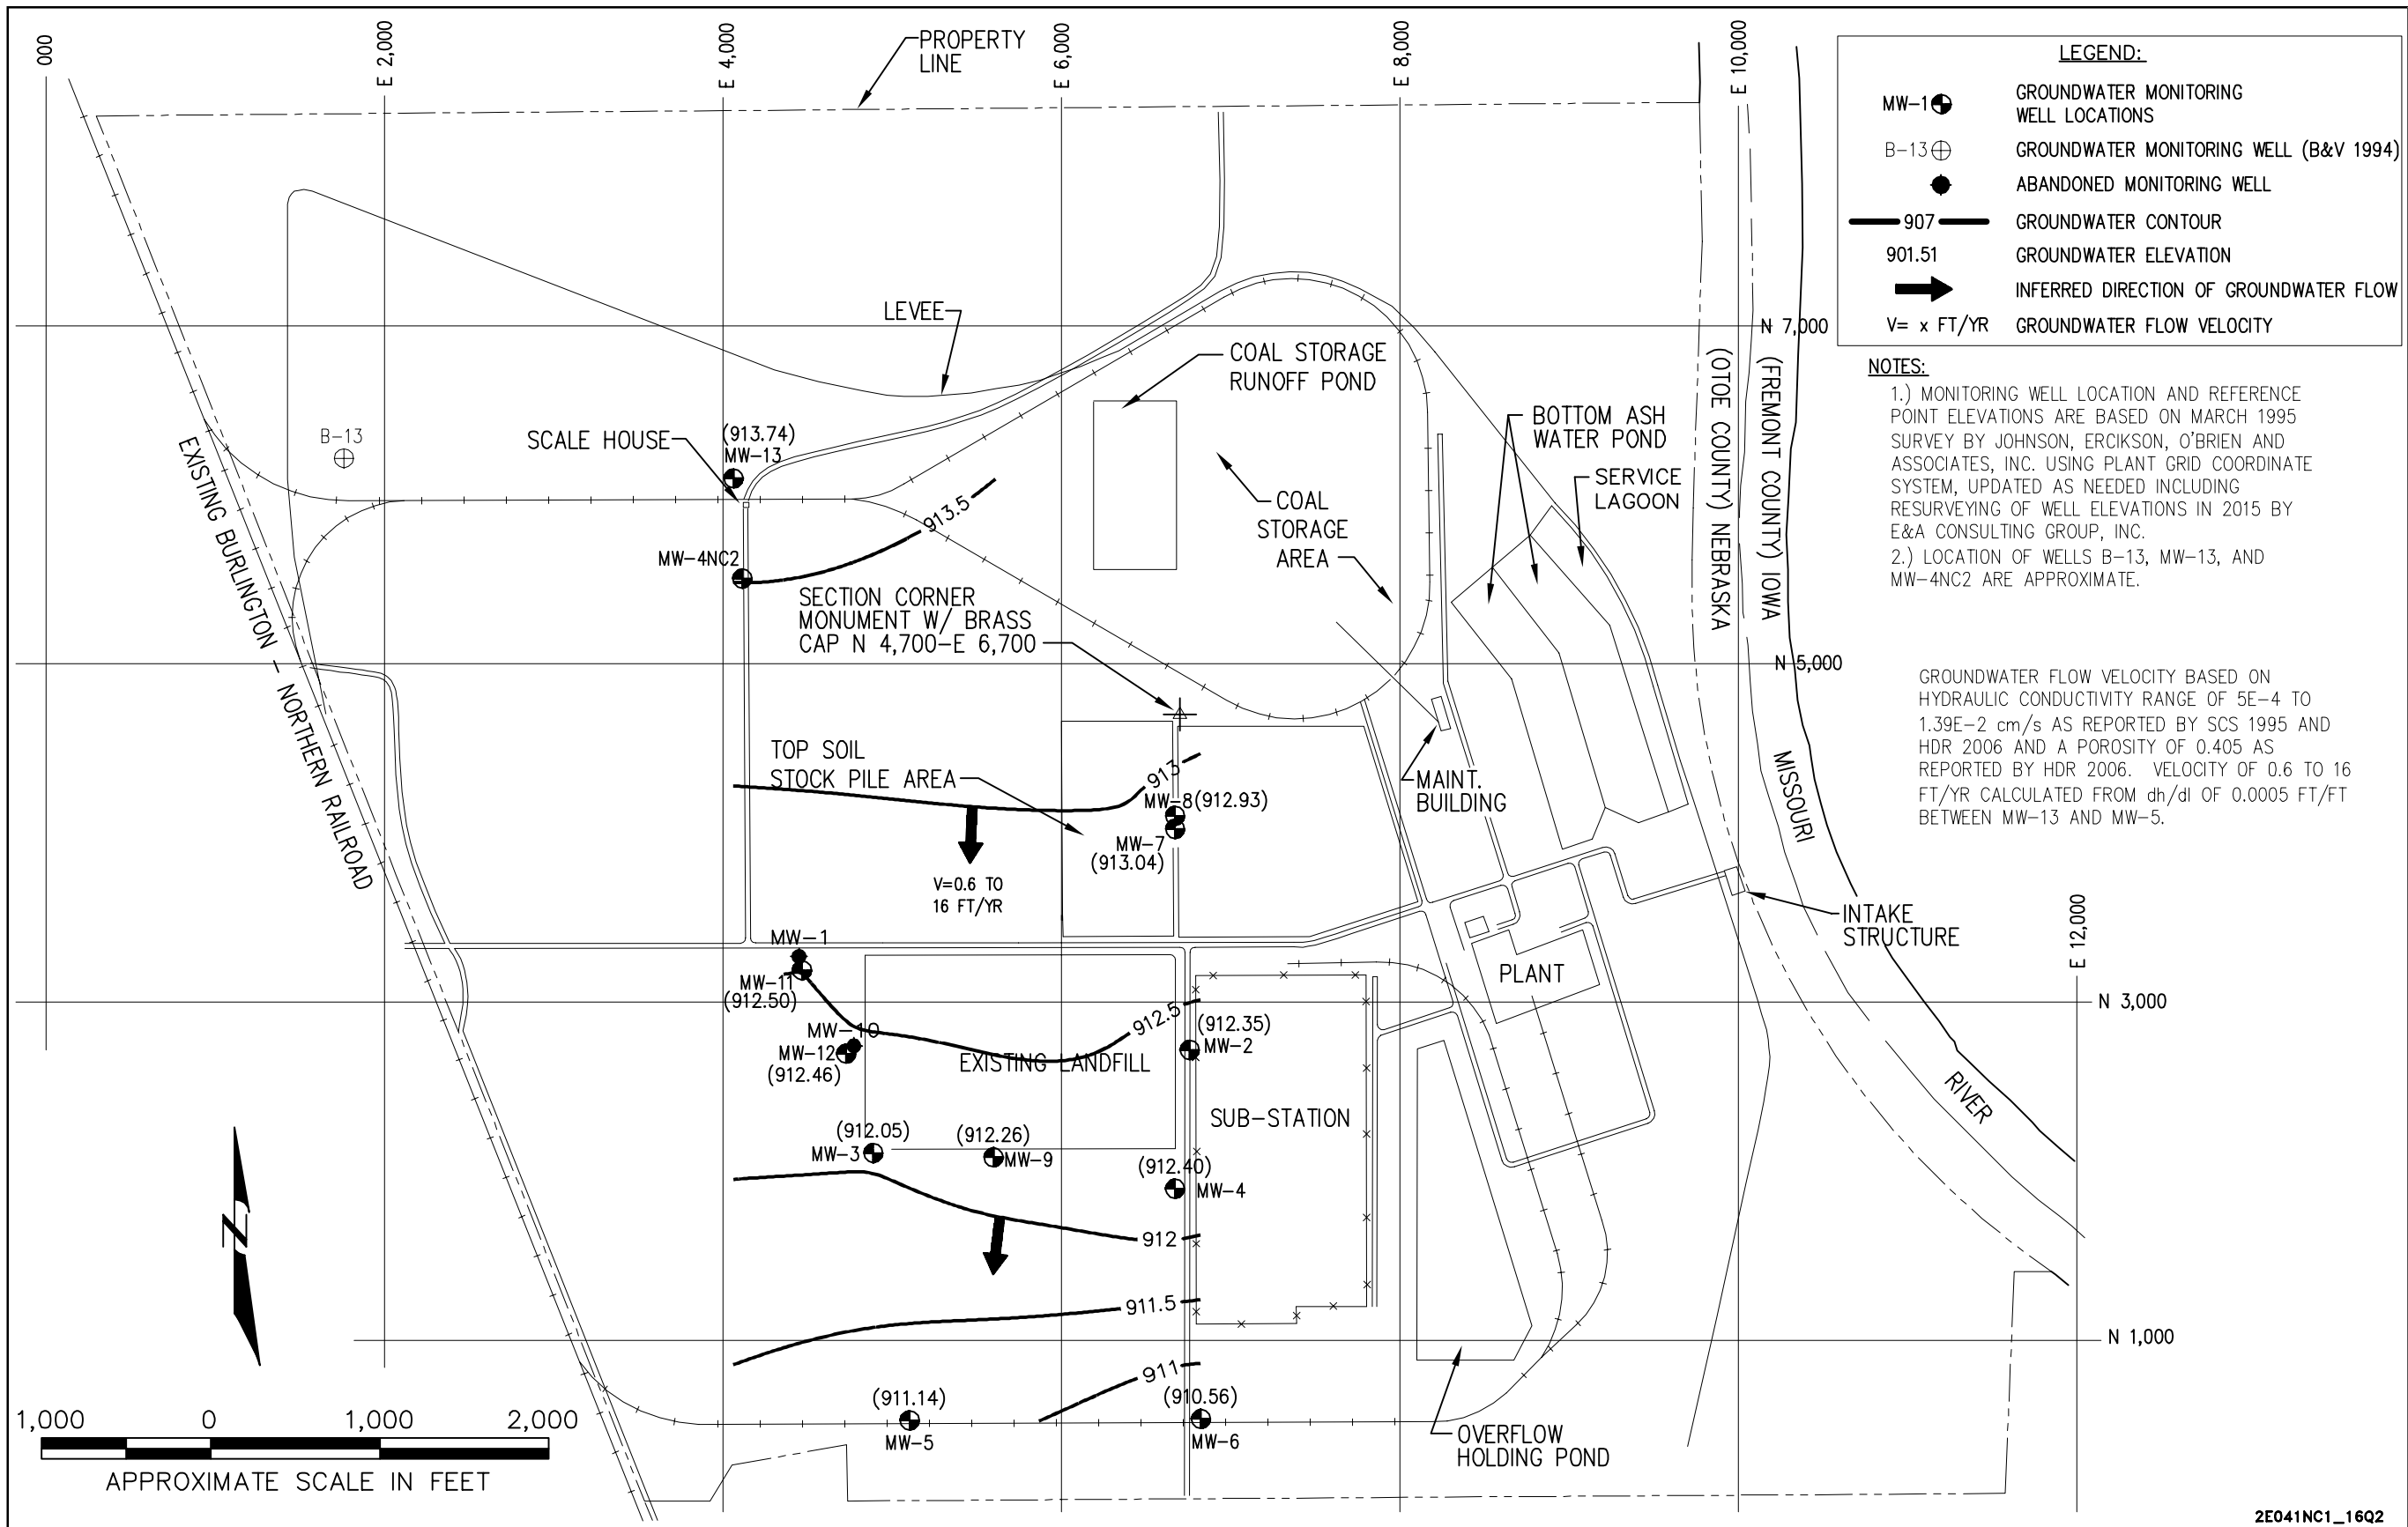 000
E 2,000
E 4,000
E 6,000
E 8,000
E 10,000
PROPERTY
LINE
LEGEND:
MW-1
GROUNDWATER MONITORING
WELL LOCATIONS
B-13
GROUNDWATER MONITORING WELL (B&V 1994)
ABANDONED MONITORING WELL
907
GROUNDWATER CONTOUR
901.51
GROUNDWATER ELEVATION
INFERRED DIRECTION OF GROUNDWATER FLOW
V= x FT/YR
GROUNDWATER FLOW VELOCITY
NOTES:
1.) MONITORING WELL LOCATION AND REFERENCE
POINT ELEVATIONS ARE BASED ON MARCH 1995
SURVEY BY JOHNSON, ERCIKSON, O'BRIEN AND
ASSOCIATES, INC. USING PLANT GRID COORDINATE
SYSTEM, UPDATED AS NEEDED INCLUDING
RESURVEYING OF WELL ELEVATIONS IN 2015 BY
E&A CONSULTING GROUP, INC.
2.) LOCATION OF WELLS B-13, MW-13, AND
MW-4NC2 ARE APPROXIMATE.
GROUNDWATER FLOW VELOCITY BASED ON
HYDRAULIC CONDUCTIVITY RANGE OF 5E-4 TO
1.39E-2 cm/s AS REPORTED BY SCS 1995 AND
HDR 2006 AND A POROSITY OF 0.405 AS
REPORTED BY HDR 2006. VELOCITY OF 0.6 TO 16
FT/YR CALCULATED FROM dh/dl OF 0.0005 FT/FT
BETWEEN MW-13 AND MW-5.
N 7,000
LEVEE
COAL STORAGE
RUNOFF POND
(OTOE COUNTY) NEBRASKA
(FREMONT COUNTY) IOWA
BOTTOM ASH
WATER POND
SERVICE
LAGOON
B-13
SCALE HOUSE
(913.74)
MW-13
913.5
COAL
STORAGE
AREA
EXISTING BURLINGTON - NORTHERN RAILROAD
MW-4NC2
SECTION CORNER
MONUMENT W/ BRASS
CAP N 4,700-E 6,700
N 5,000
TOP SOIL
STOCK PILE AREA
913
MW-8(912.93)
MW-7
(913.04)
MAINT.
BUILDING
MISSOURI
V=0.6 TO
16 FT/YR
INTAKE
STRUCTURE
E 12,000
MW-1
MW-11
(912.50)
PLANT
N 3,000
912.5
(912.35)
MW-2
MW-10
MW-12
(912.46)
EXISTING LANDFILL
SUB-STATION
RIVER
(912.05)
MW-3
(912.26)
MW-9
(912.40)
MW-4
N
912
911.5
N 1,000
911
(911.14)
MW-5
(910.56)
MW-6
OVERFLOW
HOLDING POND
1,000
0
1,000
2,000
APPROXIMATE SCALE IN FEET
2E041NC1_16Q2